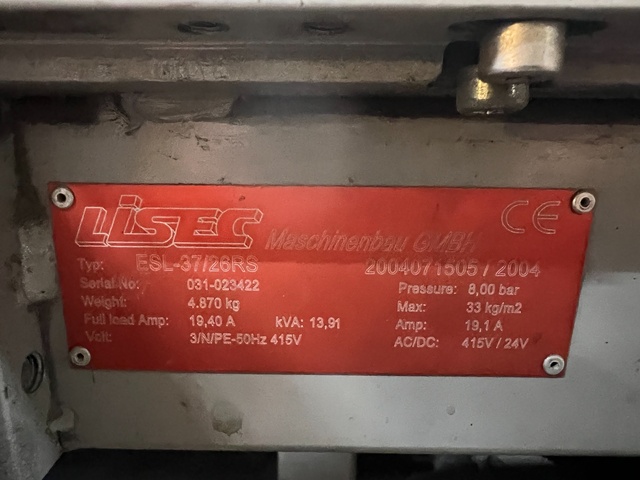 LiSEC Maschinenbau GMBH CE
Typ: ESL-37/26RS 2004071505 / 2004
Serial No: 031-023422 Pressure: 8,00 bar
Weight: 4.870 kg Max: 33 kg/m2
Full load Amp: 19,40 A kVA: 13,91 Amp: 19,1 A
Volt: 3/N/PE-50Hz 415V AC/DC: 415V / 24V